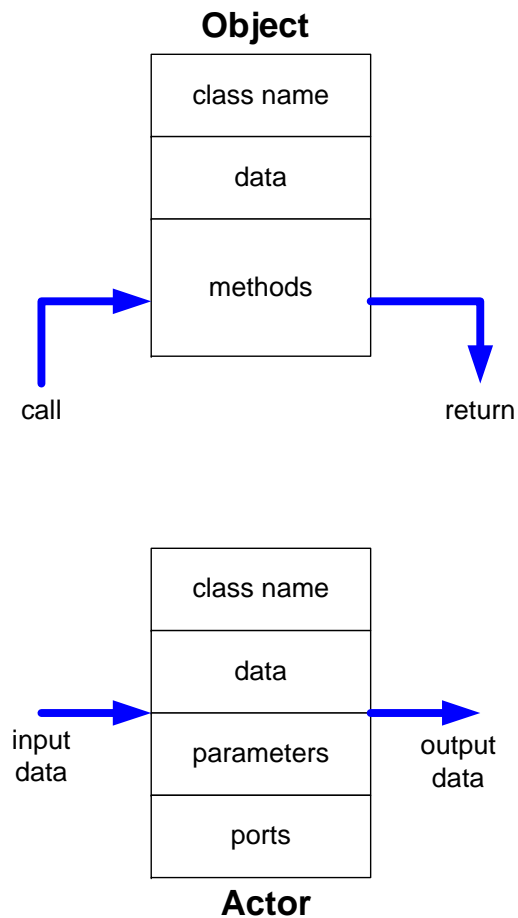 Object
class name
data
methods
call
return
class name
data
input
data
parameters
output
data
ports
Actor